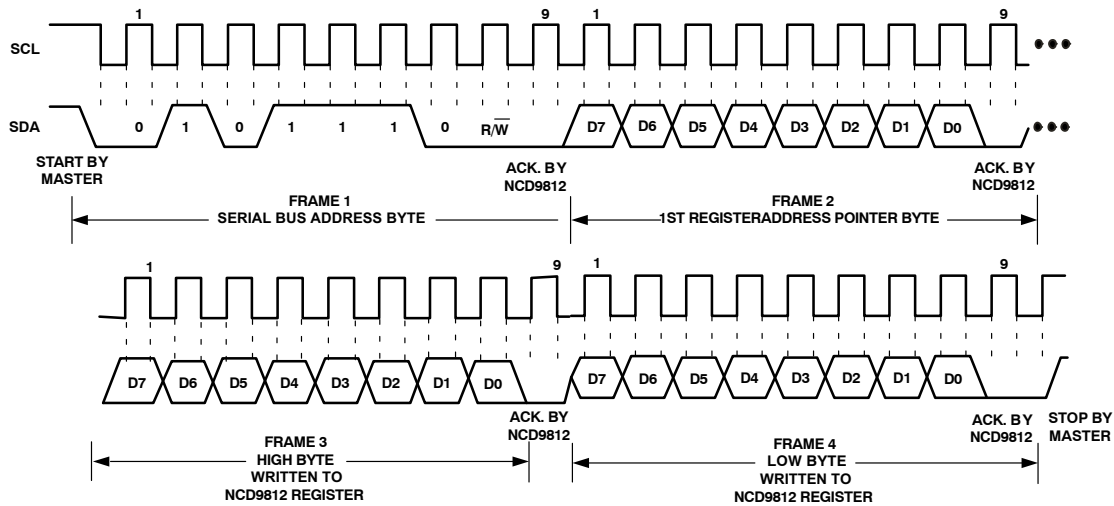 1 9 1 9
SCL
SDA
0 1 0 1 1 1 0 R/W D7 D6 D5 D4 D3 D2 D1 D0
START BY
MASTER
ACK. BY
NCD9812
ACK. BY
NCD9812
FRAME 1
SERIAL BUS ADDRESS BYTE
FRAME 2
1ST REGISTERADDRESS POINTER BYTE
1 9 1 9
D7 D6 D5 D4 D3 D2 D1 D0 D7 D6 D5 D4 D3 D2 D1 D0
ACK. BY
NCD9812
ACK. BY
NCD9812
STOP BY
MASTER
FRAME 3
HIGH BYTE
WRITTEN TO
NCD9812 REGISTER
FRAME 4
LOW BYTE
WRITTEN TO
NCD9812 REGISTER